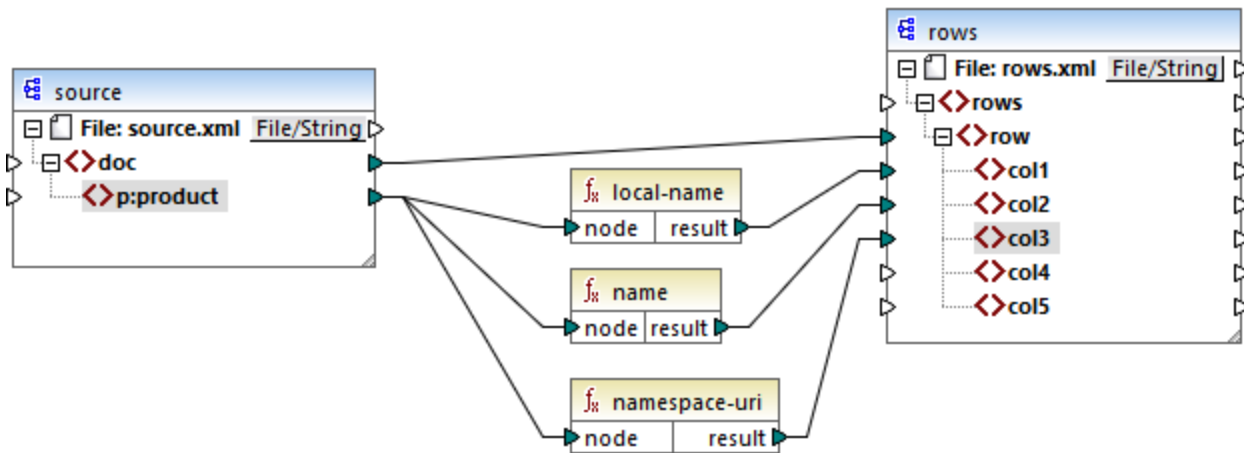 source
File: source.xml File/String
doc
p:product
local-name
node result
name
node result
namespace-uri
node result
rows
File: rows.xml File/String
rows
row
col1
col2
col3
col4
col5